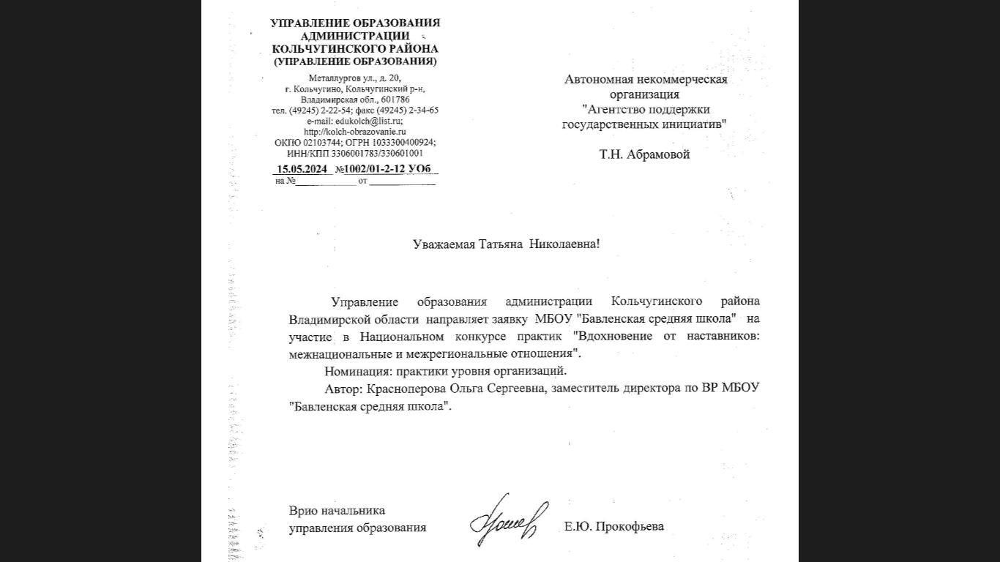 УПРАВЛЕНИЕ ОБРАЗОВАНИЯ
АДМИНИСТРАЦИИ
КОЛЬЧУГИНСКОГО РАЙОНА
(УПРАВЛЕНИЕ ОБРАЗОВАНИЯ)
Металлургов ул., д. 20,
г. Кольчугино, Кольчугинский р-н,
Владимирская обл., 601786
тел. (49245) 2-22-54; факс (49245) 2-34-65
e-mail: edukolch@list.ru;
http://kolch-obrazovanie.ru
ОКПО 02103744; ОГРН 1033300400924;
ИНН/КПП 3306001783/330601001
15.05.2024 №1002/01-2-12 УОб
на № от
Автономная некоммерческая
организация
"Агентство поддержки
государственных инициатив"
Т.Н. Абрамовой
Уважаемая Татьяна Николаевна!
Управление образования администрации Кольчугинского района
Владимирской области направляет заявку МБОУ "Бавленская средняя школа" на
участие в Национальном конкурсе практик "Вдохновение от наставников:
межнациональные и межрегиональные отношения".
Номинация: практики уровня организаций.
Автор: Красноперова Ольга Сергеевна, заместитель директора по ВР МБОУ
"Бавленская средняя школа".
Врио начальника
управления образования Е.Ю. Прокофьева